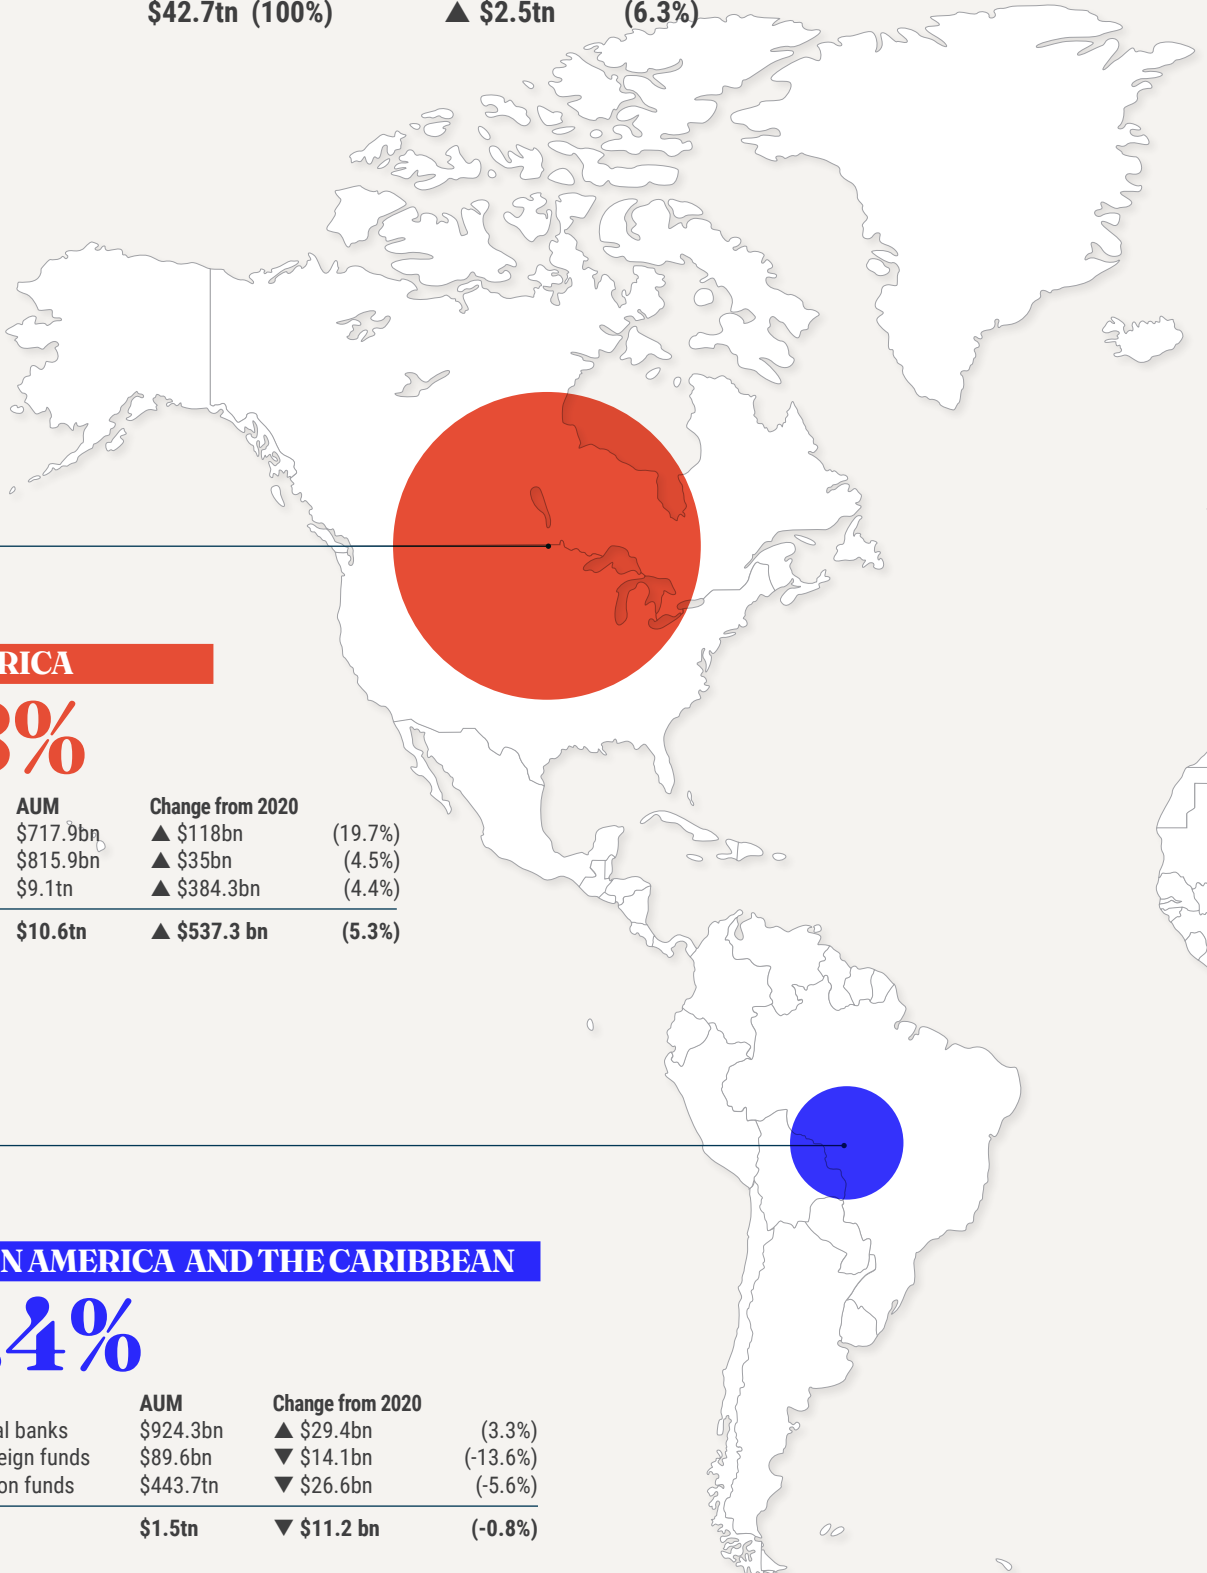 $42.7tn (100%) ▲ $2.5tn (6.3%)
RICA
3%
AUM Change from 2020
$717.9bn ▲ $118bn (19.7%)
$815.9bn ▲ $35bn (4.5%)
$9.1tn ▲ $384.3bn (4.4%)
$10.6tn ▲ $537.3 bn (5.3%)
N AMERICA AND THE CARIBBEAN
.4%
AUM Change from 2020
al banks $924.3bn ▲ $29.4bn (3.3%)
eign funds $89.6bn ▼ $14.1bn (-13.6%)
on funds $443.7tn ▼ $26.6bn (-5.6%)
$1.5tn ▼ $11.2 bn (-0.8%)